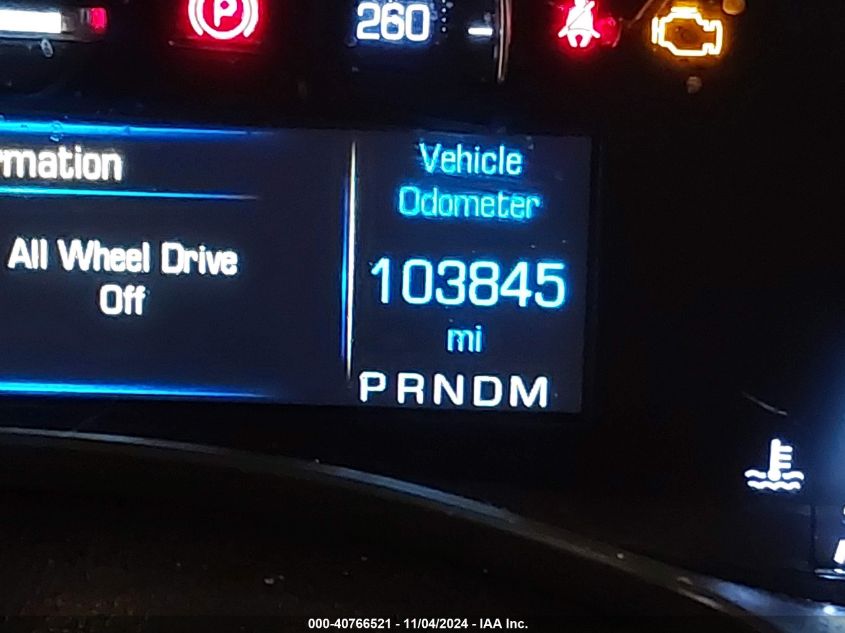 P
260
rmation
Vehicle
Odometer
All Wheel Drive
Off
103845
mi
PRNDM
000-40766521 - 11/04/2024 - IAA Inc.